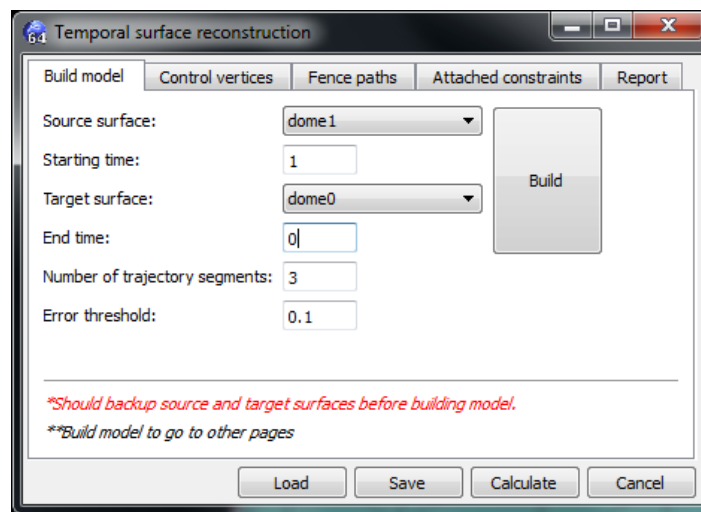 64 Temporal surface reconstruction
Build model Control vertices Fence paths Attached constraints Report
Source surface: dome1
Starting time: 1
Build
Target surface: dome0
End time: 0
Number of trajectory segments: 3
Error threshold: 0.1
*Should backup source and target surfaces before building model.
**Build model to go to other pages
Load Save Calculate Cancel